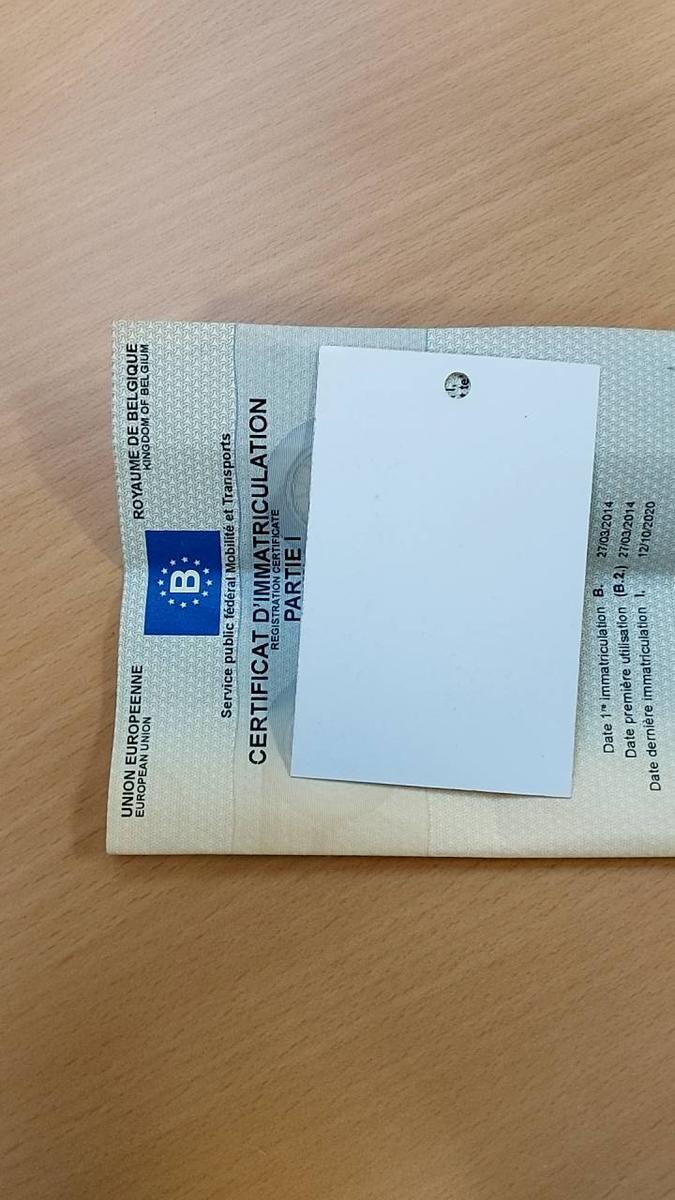 UNION EUROPEENNE ROYAUME DE BELGIQUE
EUROPEAN UNION KINGDOM OF BELGIUM
B
Service public fédéral Mobilité et Transports
CERTIFICAT D'IMMATRICULATION
REGISTRATION CERTIFICATE
PARTIE I
Date 1re immatriculation B. 27/03/2014
Date première utilisation (B.2.) 27/03/2014
Date dernière immatriculation I. 12/10/2020